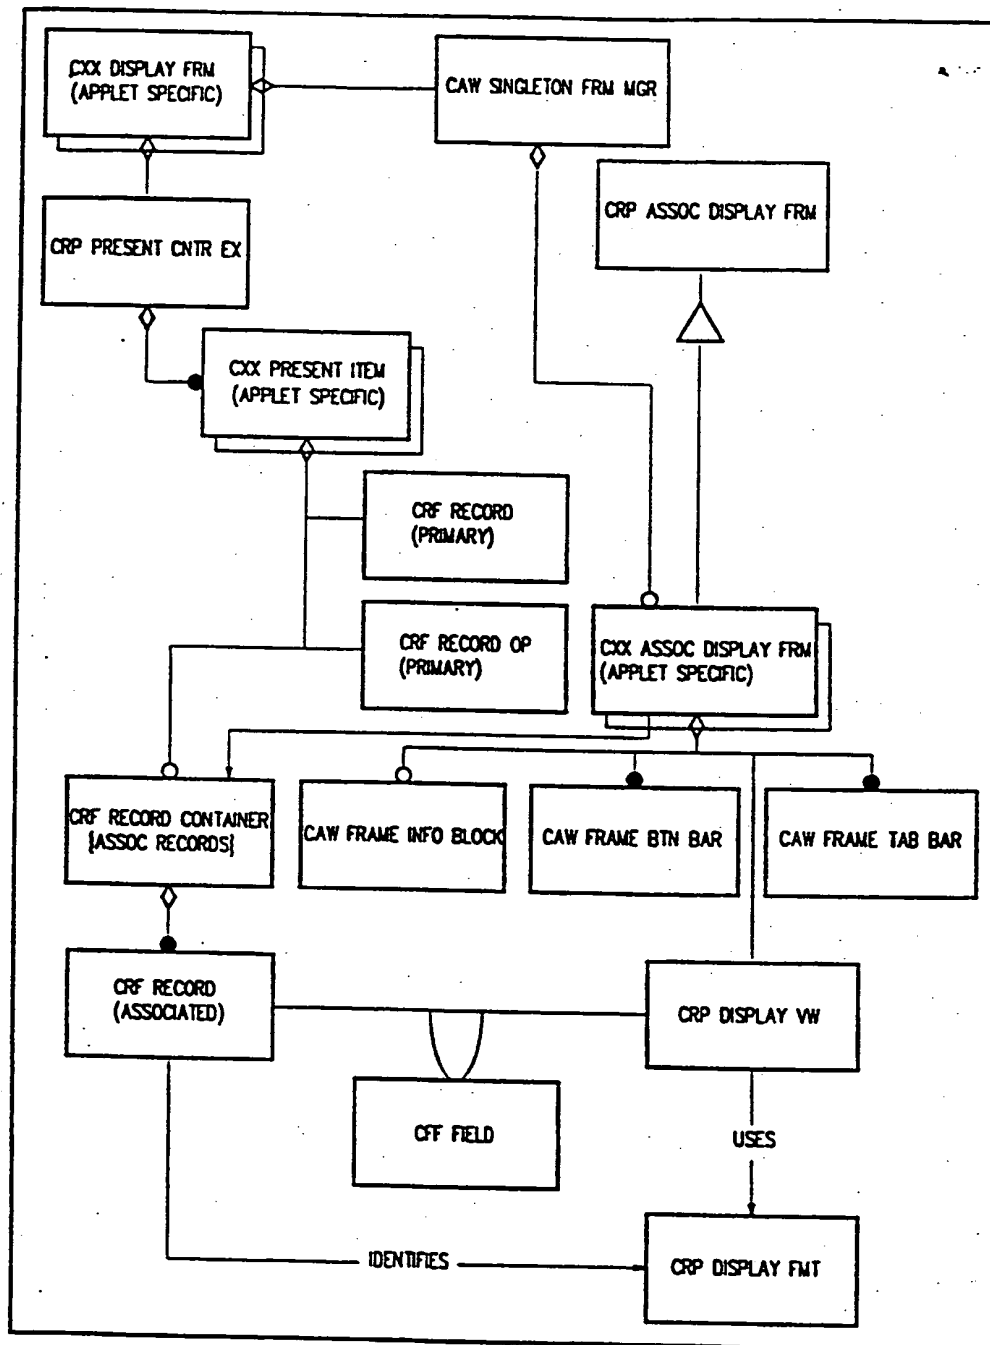 CXX DISPLAY FRM
(APPLET SPECIFIC)
CAW SINGLETON FRM MGR
CRP ASSOC DISPLAY FRM
CRP PRESENT CNTR EX
CXX PRESENT ITEM
(APPLET SPECIFIC)
CRF RECORD
(PRIMARY)
CRF RECORD OP
(PRIMARY)
CXX ASSOC DISPLAY FRM
(APPLET SPECIFIC)
CRF RECORD CONTAINER
{ASSOC RECORDS}
CAW FRAME INFO BLOCK
CAW FRAME BTN BAR
CAW FRAME TAB BAR
CRF RECORD
(ASSOCIATED)
CRP DISPLAY VW
CFF FIELD
USES
IDENTIFIES
CRP DISPLAY FMT